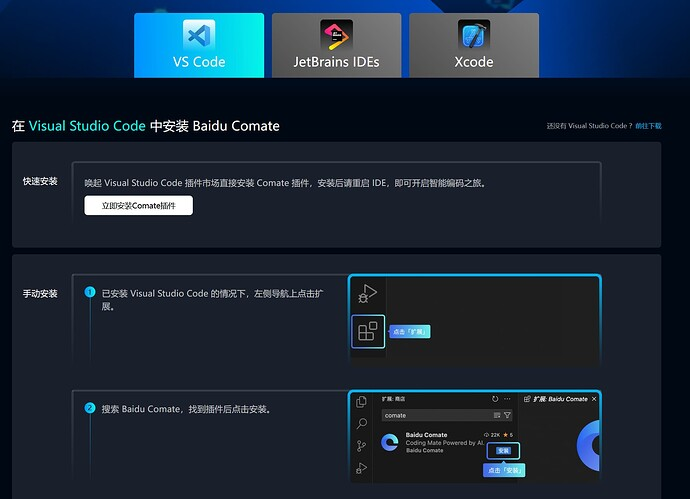 VS Code
JetBrains IDEs
Xcode
在 Visual Studio Code 中安装 Baidu Comate
还没有 Visual Studio Code？前往下载
快速安装
唤起 Visual Studio Code 插件市场直接安装 Comate 插件，安装后请重启 IDE，即可开启智能编码之旅。
立即安装Comate插件
手动安装
1 已安装 Visual Studio Code 的情况下，左侧导航上点击扩
展。
点击「扩展」
2 搜索 Baidu Comate，找到插件后点击安装。
扩展: 商店
扩展: Baidu Comate
comate
Baidu Comate 22K ★ 5
Coding Mate Powered by AI.
Baidu Comate 安装
点击「安装」